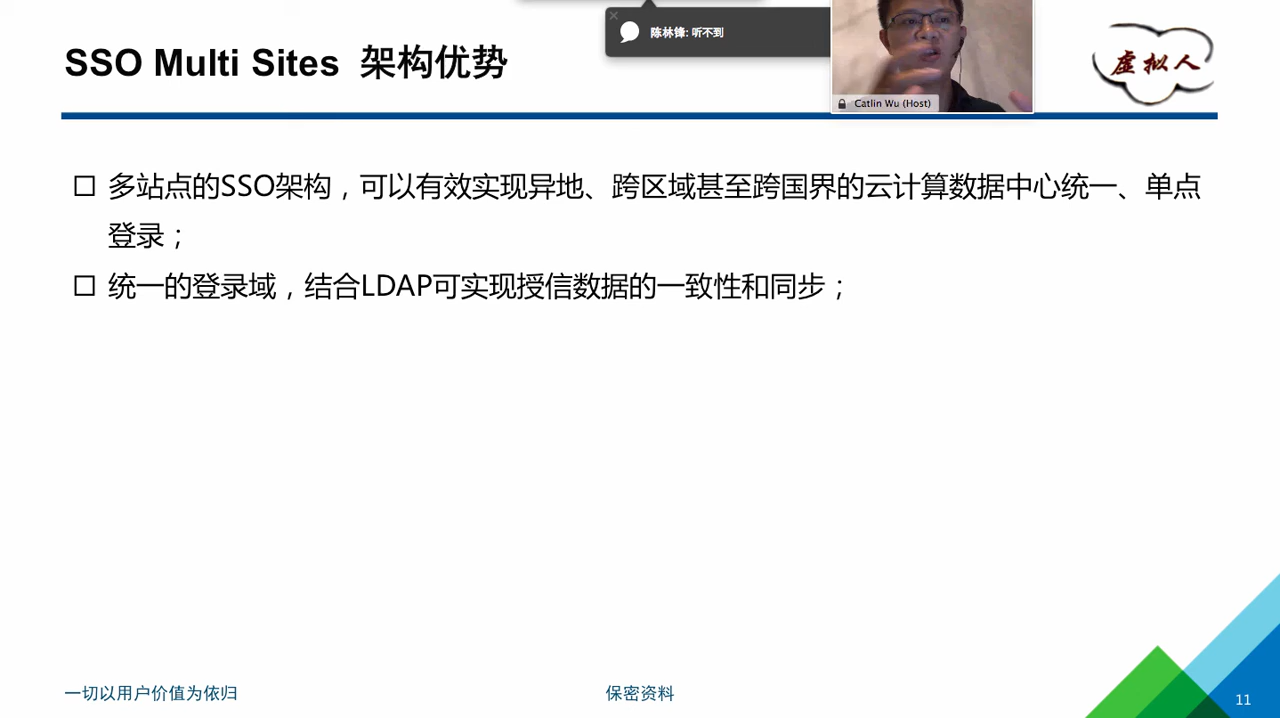 SSO Multi Sites 架构优势
陈林锋: 听不到
Catlin Wu (Host)
虚拟人
多站点的SSO架构，可以有效实现异地、跨区域甚至跨国界的云计算数据中心统一、单点
登录；
统一的登录域，结合LDAP可实现授信数据的一致性和同步；
一切以用户价值为依归
保密资料
11